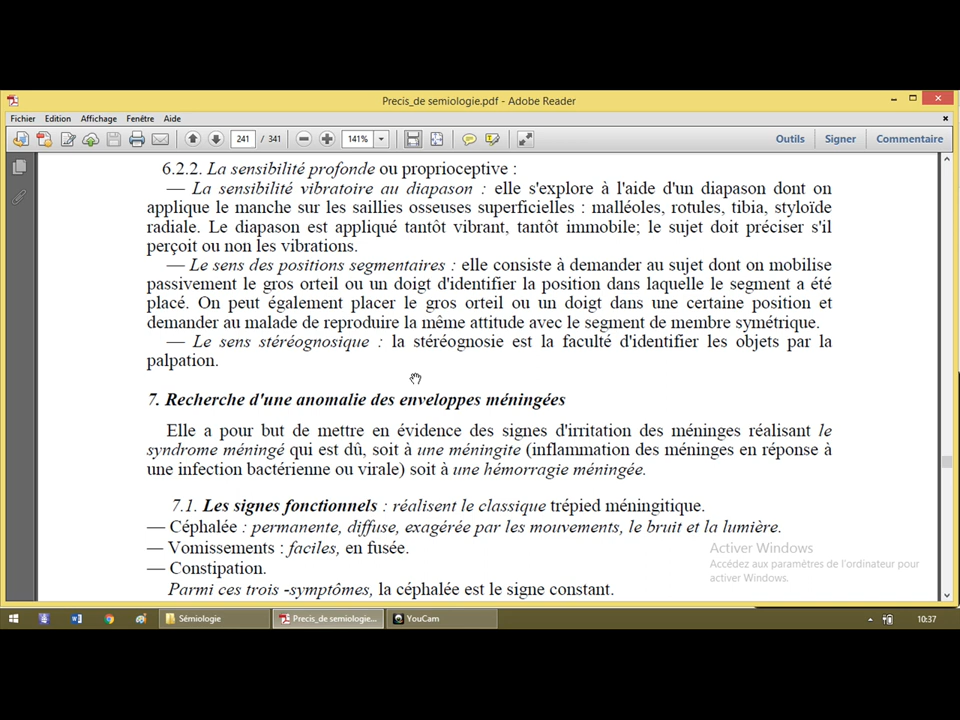 Precis_de semiologie.pdf - Adobe Reader
Fichier Edition Affichage Fenêtre Aide
241 / 341 141% Outils Signer Commentaire
6.2.2. La sensibilité profonde ou proprioceptive :
— La sensibilité vibratoire au diapason : elle s'explore à l'aide d'un diapason dont on
applique le manche sur les saillies osseuses superficielles : malléoles, rotules, tibia, styloïde
radiale. Le diapason est appliqué tantôt vibrant, tantôt immobile; le sujet doit préciser s'il
perçoit ou non les vibrations.
— Le sens des positions segmentaires : elle consiste à demander au sujet dont on mobilise
passivement le gros orteil ou un doigt d'identifier la position dans laquelle le segment a été
placé. On peut également placer le gros orteil ou un doigt dans une certaine position et
demander au malade de reproduire la même attitude avec le segment de membre symétrique.
— Le sens stéréognosique : la stéréognosie est la faculté d'identifier les objets par la
palpation.
7. Recherche d'une anomalie des enveloppes méningées
Elle a pour but de mettre en évidence des signes d'irritation des méninges réalisant le
syndrome méningé qui est dû, soit à une méningite (inflammation des méninges en réponse à
une infection bactérienne ou virale) soit à une hémorragie méningée.
7.1. Les signes fonctionnels : réalisent le classique trépied méningitique.
— Céphalée : permanente, diffuse, exagérée par les mouvements, le bruit et la lumière.
— Vomissements : faciles, en fusée.
— Constipation.
Parmi ces trois -symptômes, la céphalée est le signe constant.
Activer Windows
Accédez aux paramètres de l'ordinateur pour
activer Windows.
Sémiologie Precis_de semiologie... YouCam 10:37